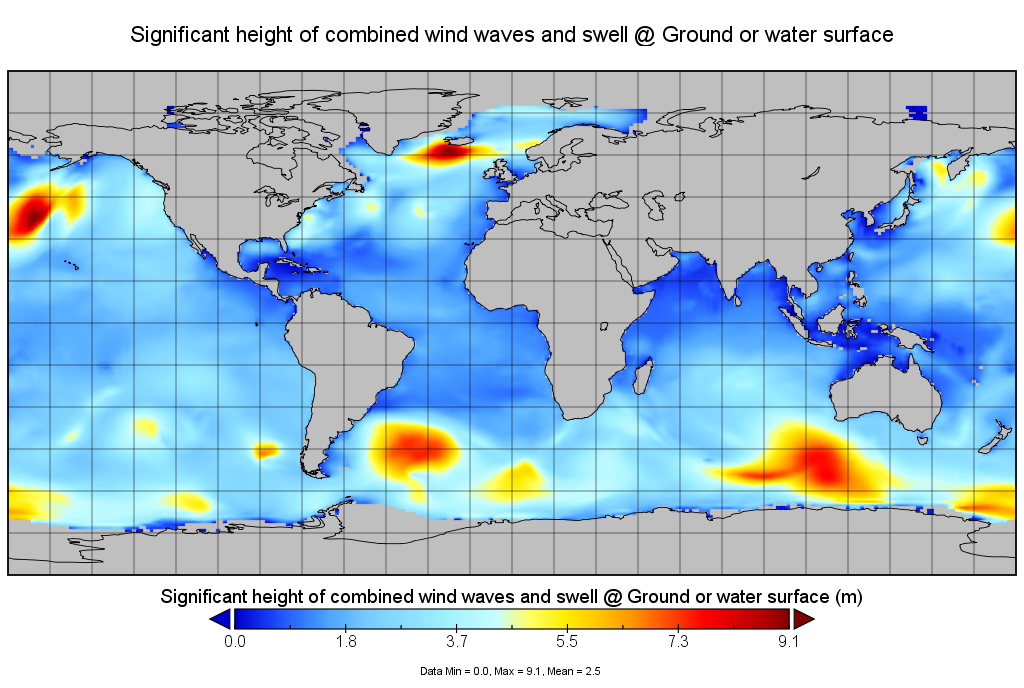 Significant height of combined wind waves and swell @ Ground or water surface
Significant height of combined wind waves and swell @ Ground or water surface (m)
0.0 1.8 3.7 5.5 7.3 9.1
Data Min = 0.0, Max = 9.1, Mean = 2.5